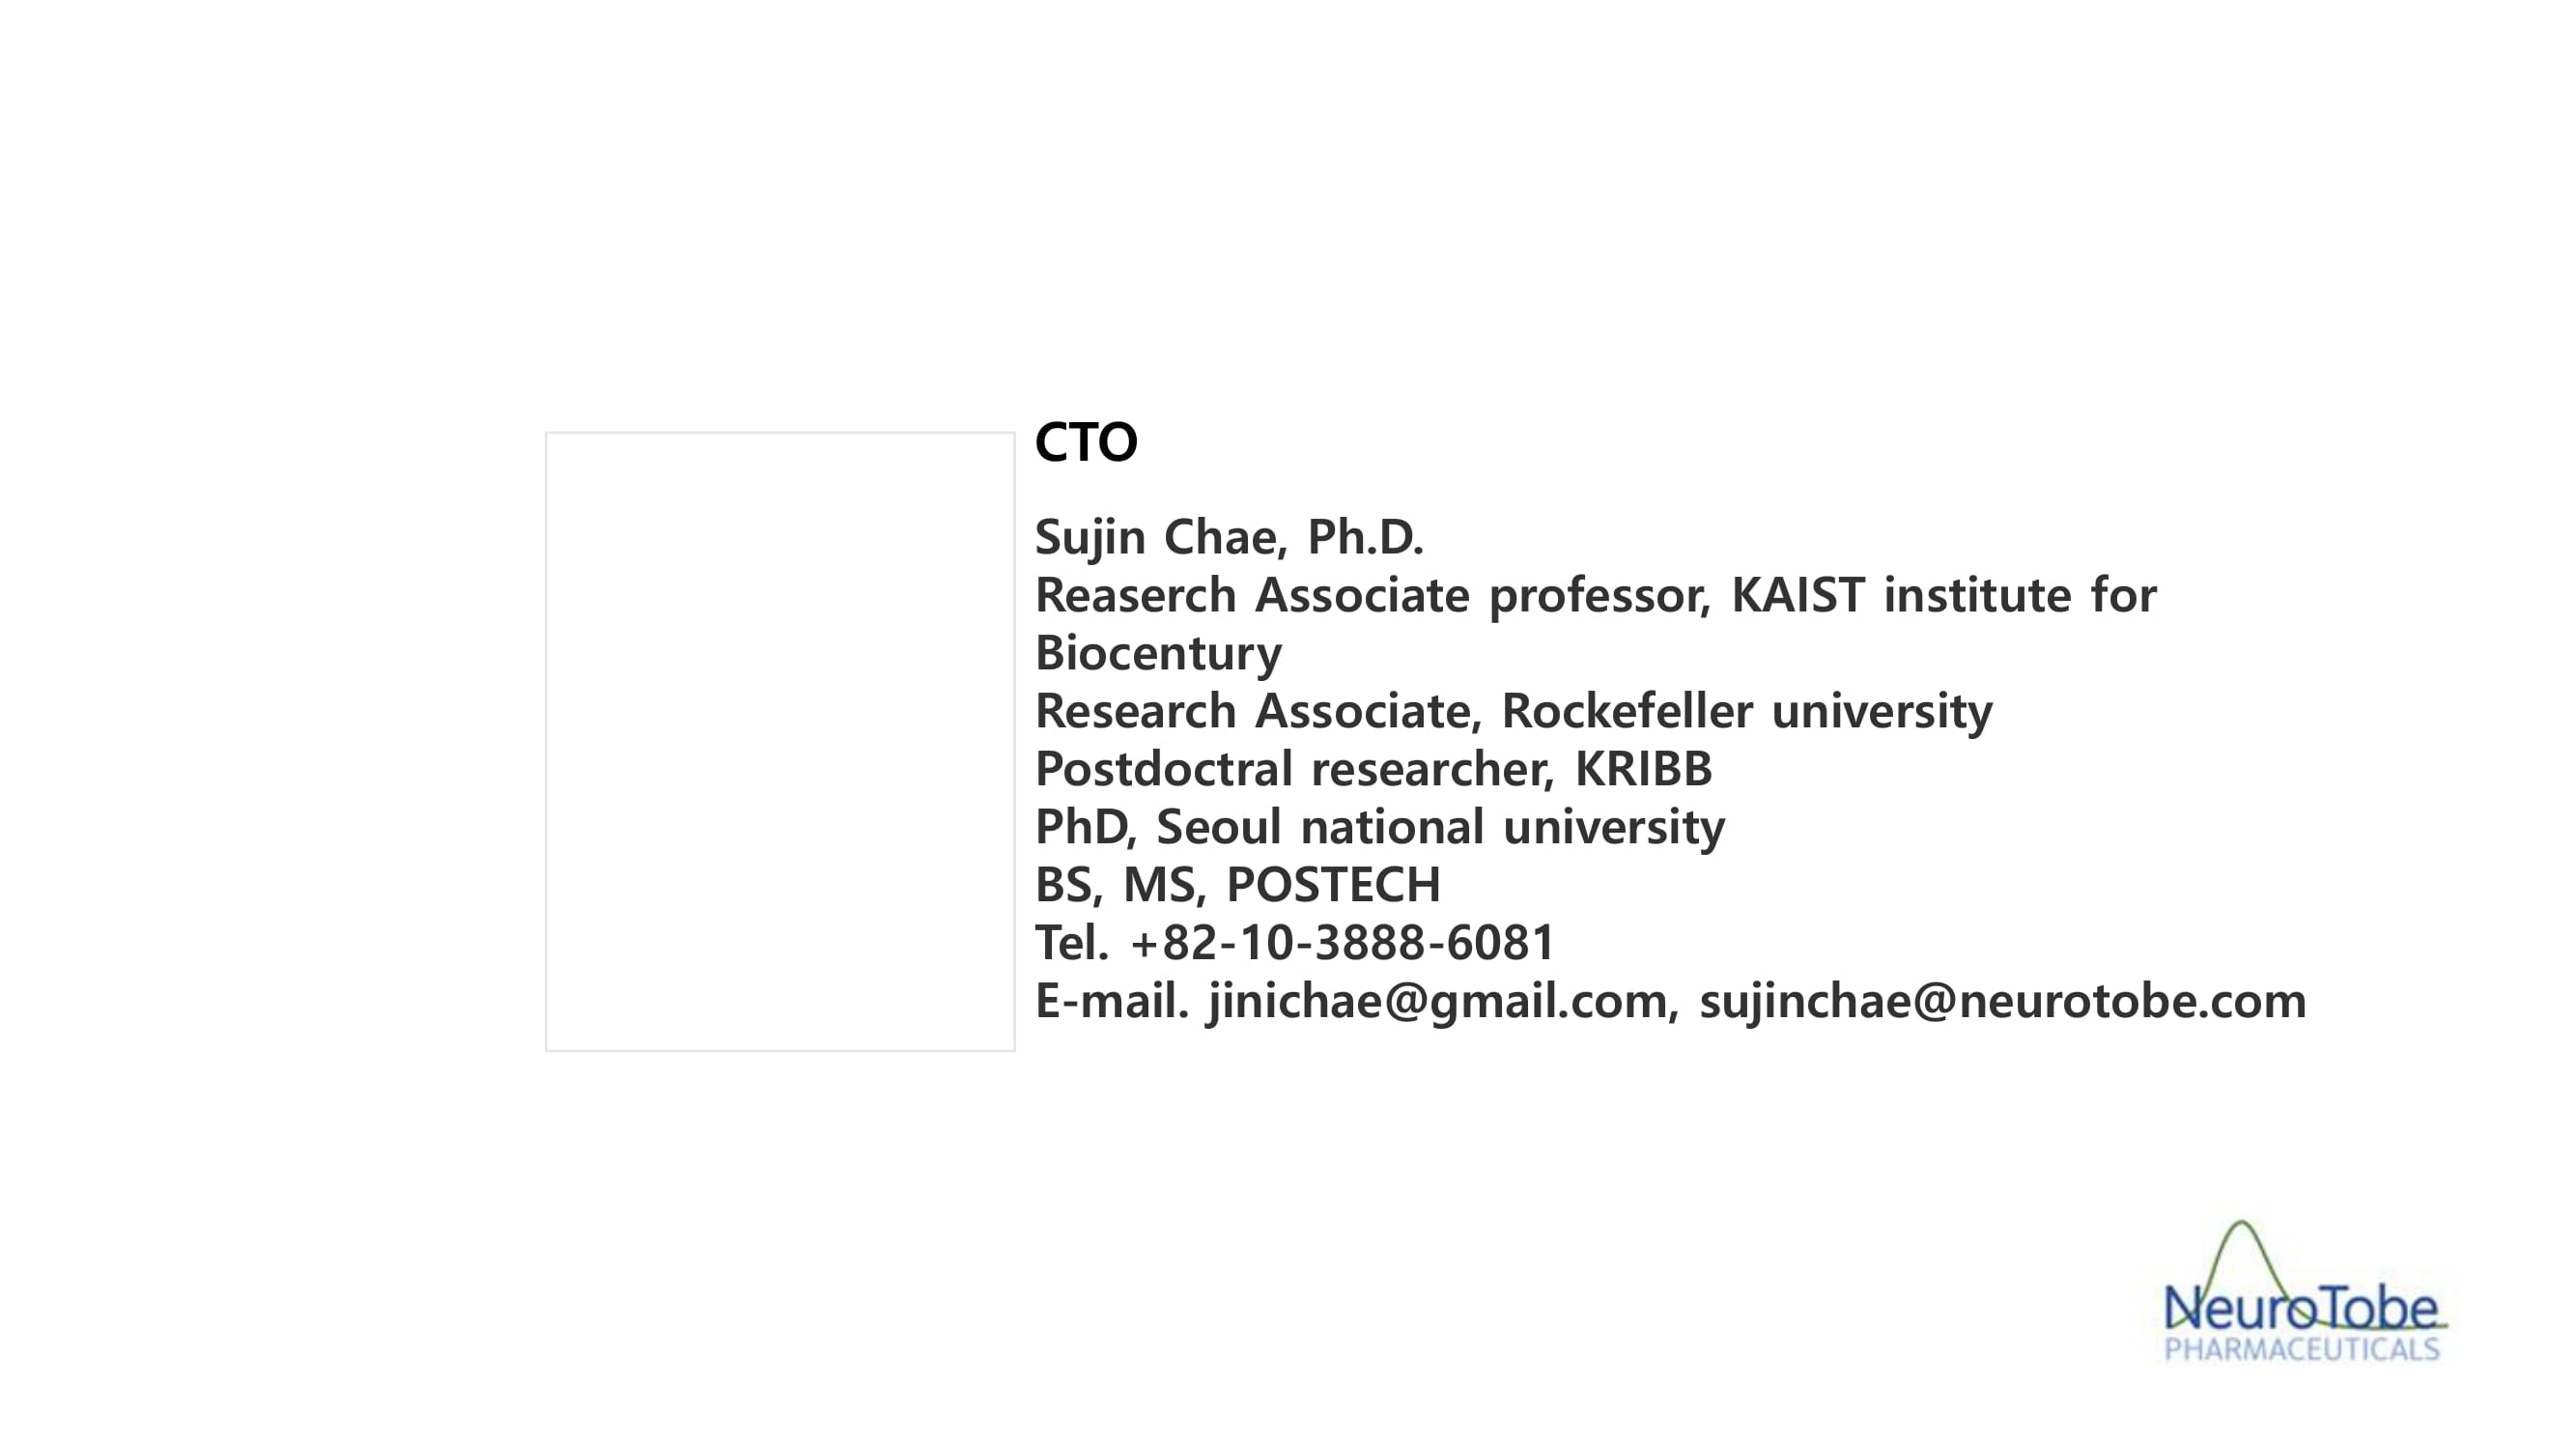 CTO
Sujin Chae, Ph.D.
Reaserch Associate professor, KAIST institute for
Biocentury
Research Associate, Rockefeller university
Postdoctral researcher, KRIBB
PhD, Seoul national university
BS, MS, POSTECH
Tel. +82-10-3888-6081
E-mail. jinichae@gmail.com, sujinchae@neurotobe.com
NeuroTobe
PHARMACEUTICALS